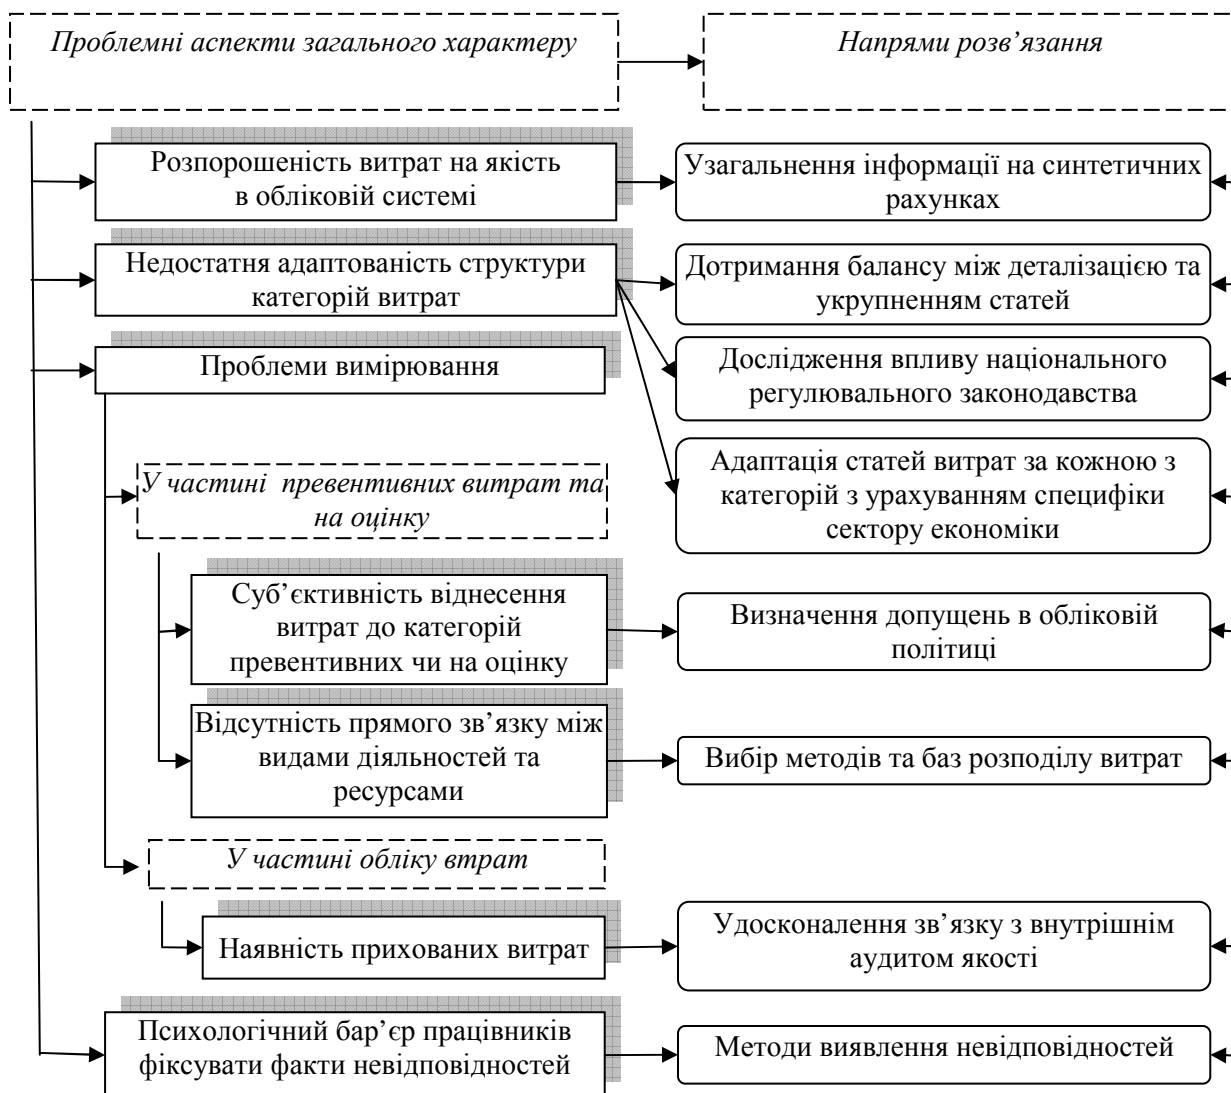 Проблемні аспекти загального характеру
Напрями розв’язання
Розпорошеність витрат на якість
в обліковій системі
Узагальнення інформації на синтетичних
рахунках
Недостатня адаптованість структури
категорій витрат
Дотримання балансу між деталізацією та
укрупненням статей
Проблеми вимірювання
Дослідження впливу національного
регулювального законодавства
У частині превентивних витрат та
на оцінку
Адаптація статей витрат за кожною з
категорій з урахуванням специфіки
сектору економіки
Суб’єктивність віднесення
витрат до категорій
превентивних чи на оцінку
Визначення допущень в обліковій
політиці
Відсутність прямого зв’язку між
видами діяльностей та
ресурсами
Вибір методів та баз розподілу витрат
У частині обліку втрат
Наявність прихованих витрат
Удосконалення зв’язку з внутрішнім
аудитом якості
Психологічний бар’єр працівників
фіксувати факти невідповідностей
Методи виявлення невідповідностей